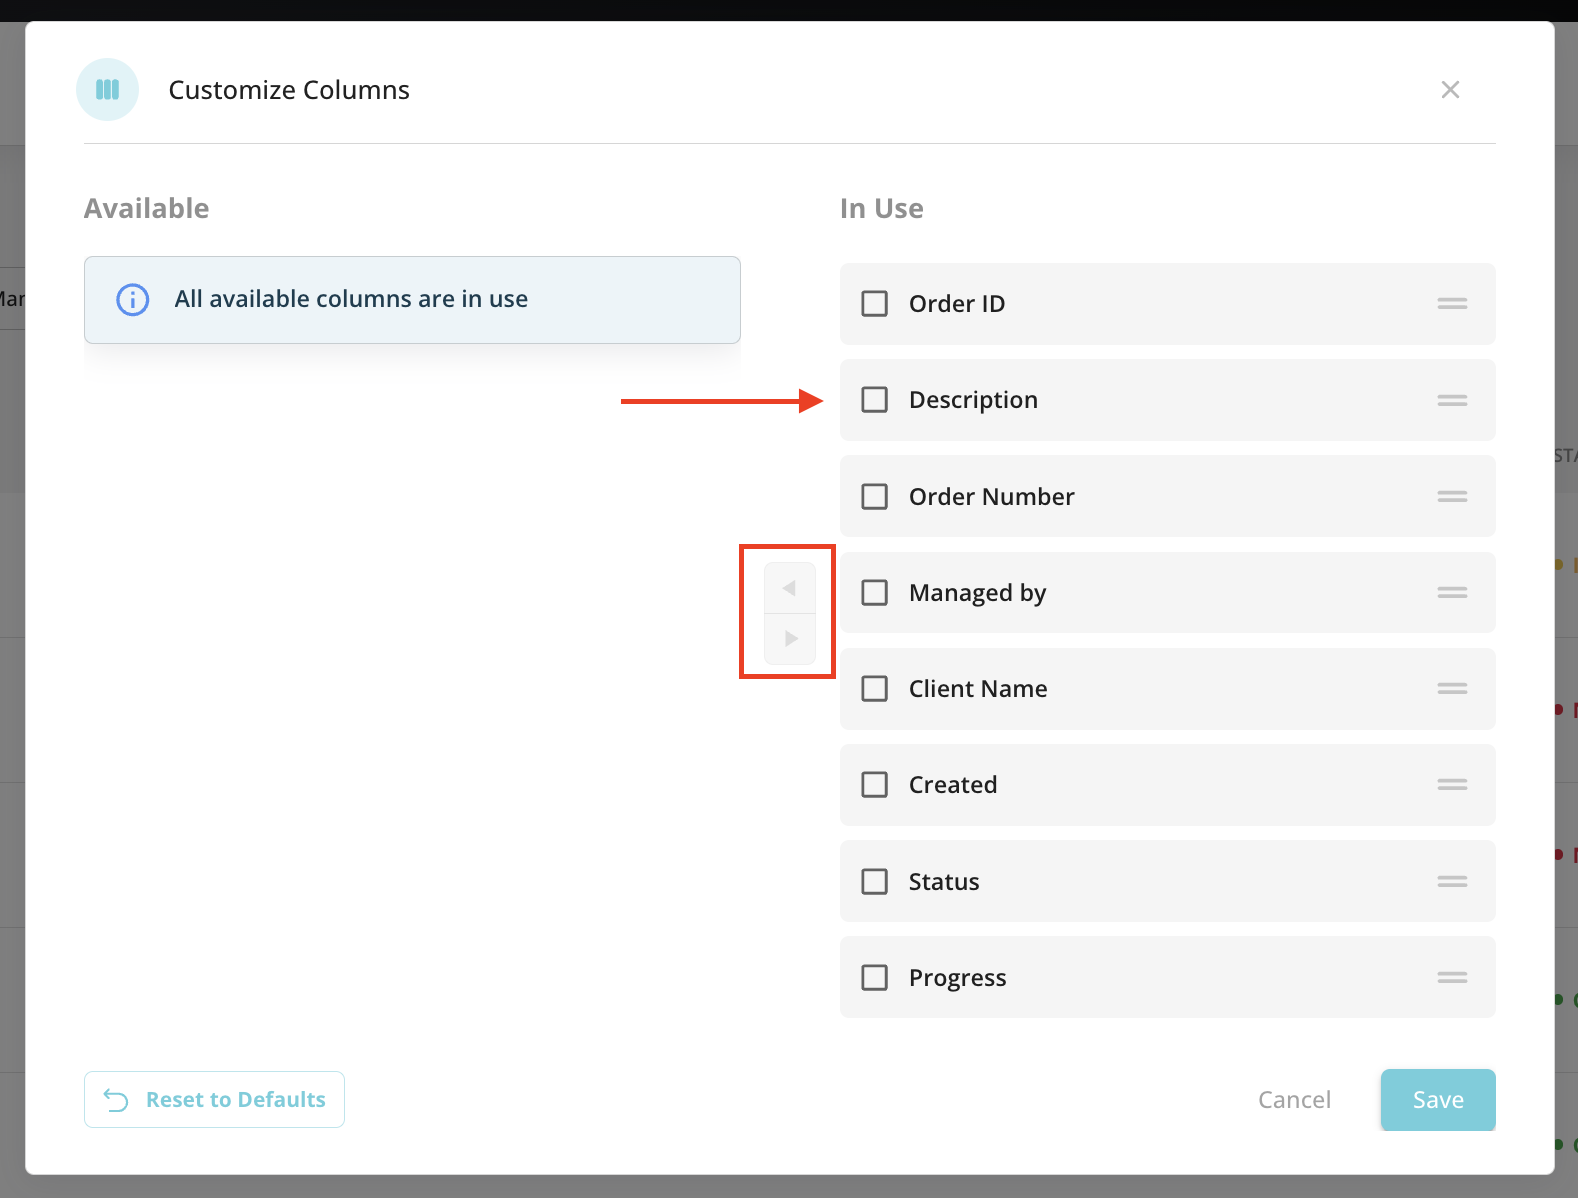 Customize Columns
Available
In Use
All available columns are in use
Order ID
Description
Order Number
Managed by
Client Name
Created
Status
Progress
Reset to Defaults
Cancel
Save